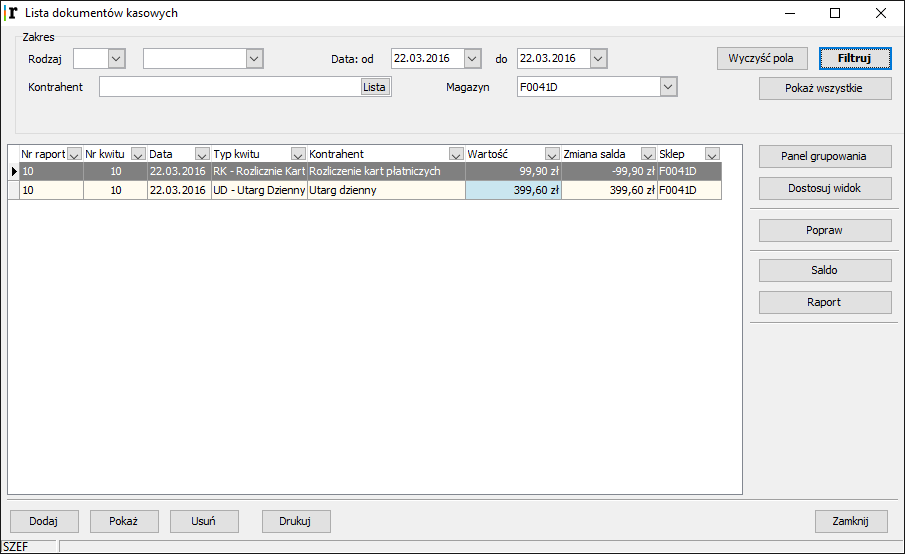 r Lista dokumentów kasowych
Zakres
Rodzaj Data: od 22.03.2016 do 22.03.2016 Wyczyść pola Filtruj
Kontrahent Lista Magazyn F0041D Pokaż wszystkie
Nr raport Nr kwitu Data Typ kwitu Kontrahent Wartość Zmiana salda Sklep
10 10 22.03.2016 RK - Rozlicznie Kart Rozliczenie kart płatniczych 99,90 zł -99,90 zł F0041D
10 10 22.03.2016 UD - Utarg Dzienny Utarg dzienny 399,60 zł 399,60 zł F0041D
Panel grupowania
Dostosuj widok
Popraw
Saldo
Raport
Dodaj Pokaż Usuń Drukuj Zamknij
SZEF